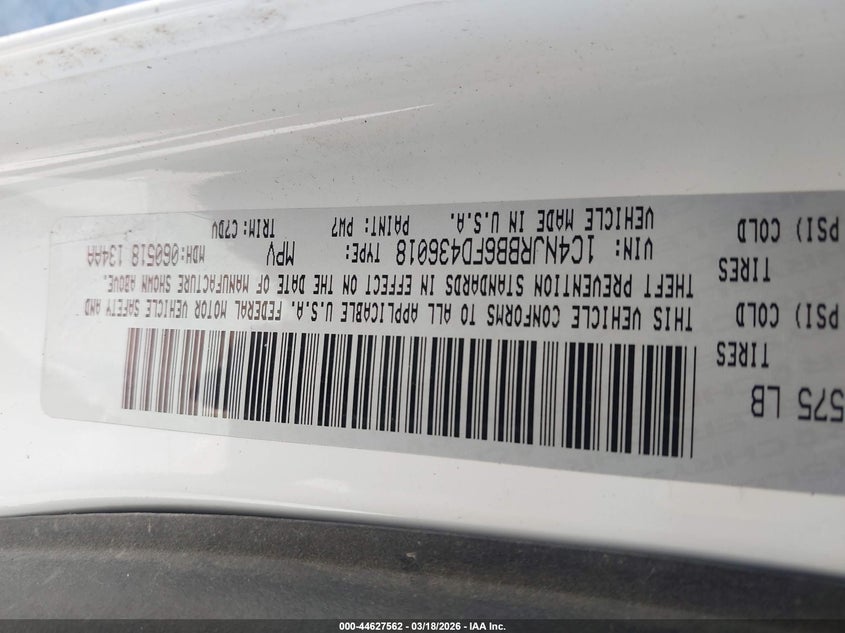 575 LB
TIRES
PSI) COLD
TIRES
PSI) COLD
THIS VEHICLE CONFORMS TO ALL APPLICABLE U.S.A. FEDERAL MOTOR VEHICLE SAFETY AND
THEFT PREVENTION STANDARDS IN EFFECT ON THE DATE OF MANUFACTURE SHOWN ABOVE.
VIN: 1C4NJRBB6FD436018 TYPE: MPV MDH:060518 134AA
VEHICLE MADE IN U.S.A. PAINT: PW7 TRIM: C7DV
000-44627562 | 03/18/2026 - IAA Inc.